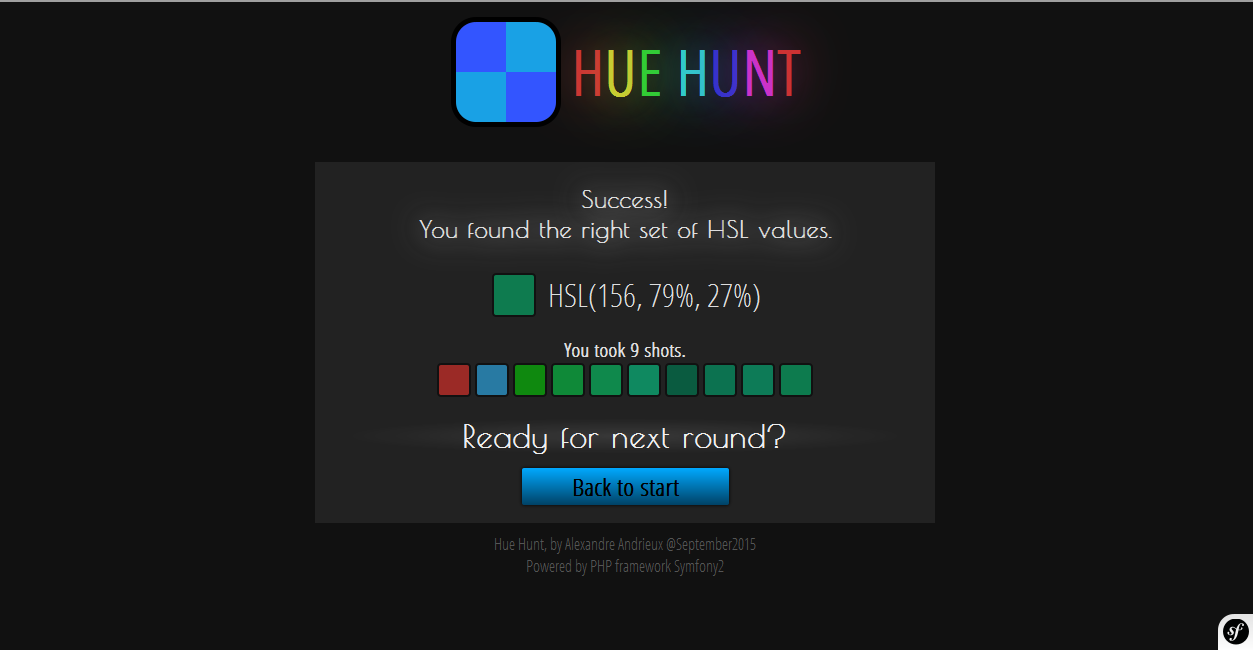 HUE HUNT
Success!
You found the right set of HSL values.
HSL(156, 79%, 27%)
You took 9 shots.
Ready for next round?
Back to start
Hue Hunt, by Alexandre Andrieux @September2015
Powered by PHP framework Symfony2
sf